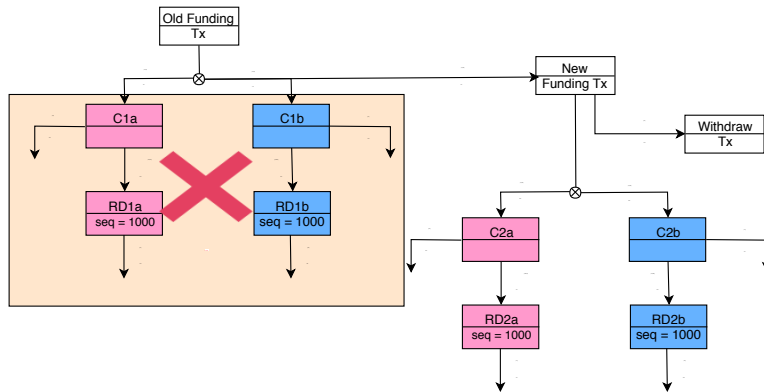 Old Funding
Tx
New
Funding Tx
C1a
C1b
Withdraw
Tx
RD1a
seq = 1000
RD1b
seq = 1000
C2a
C2b
RD2a
seq = 1000
RD2b
seq = 1000